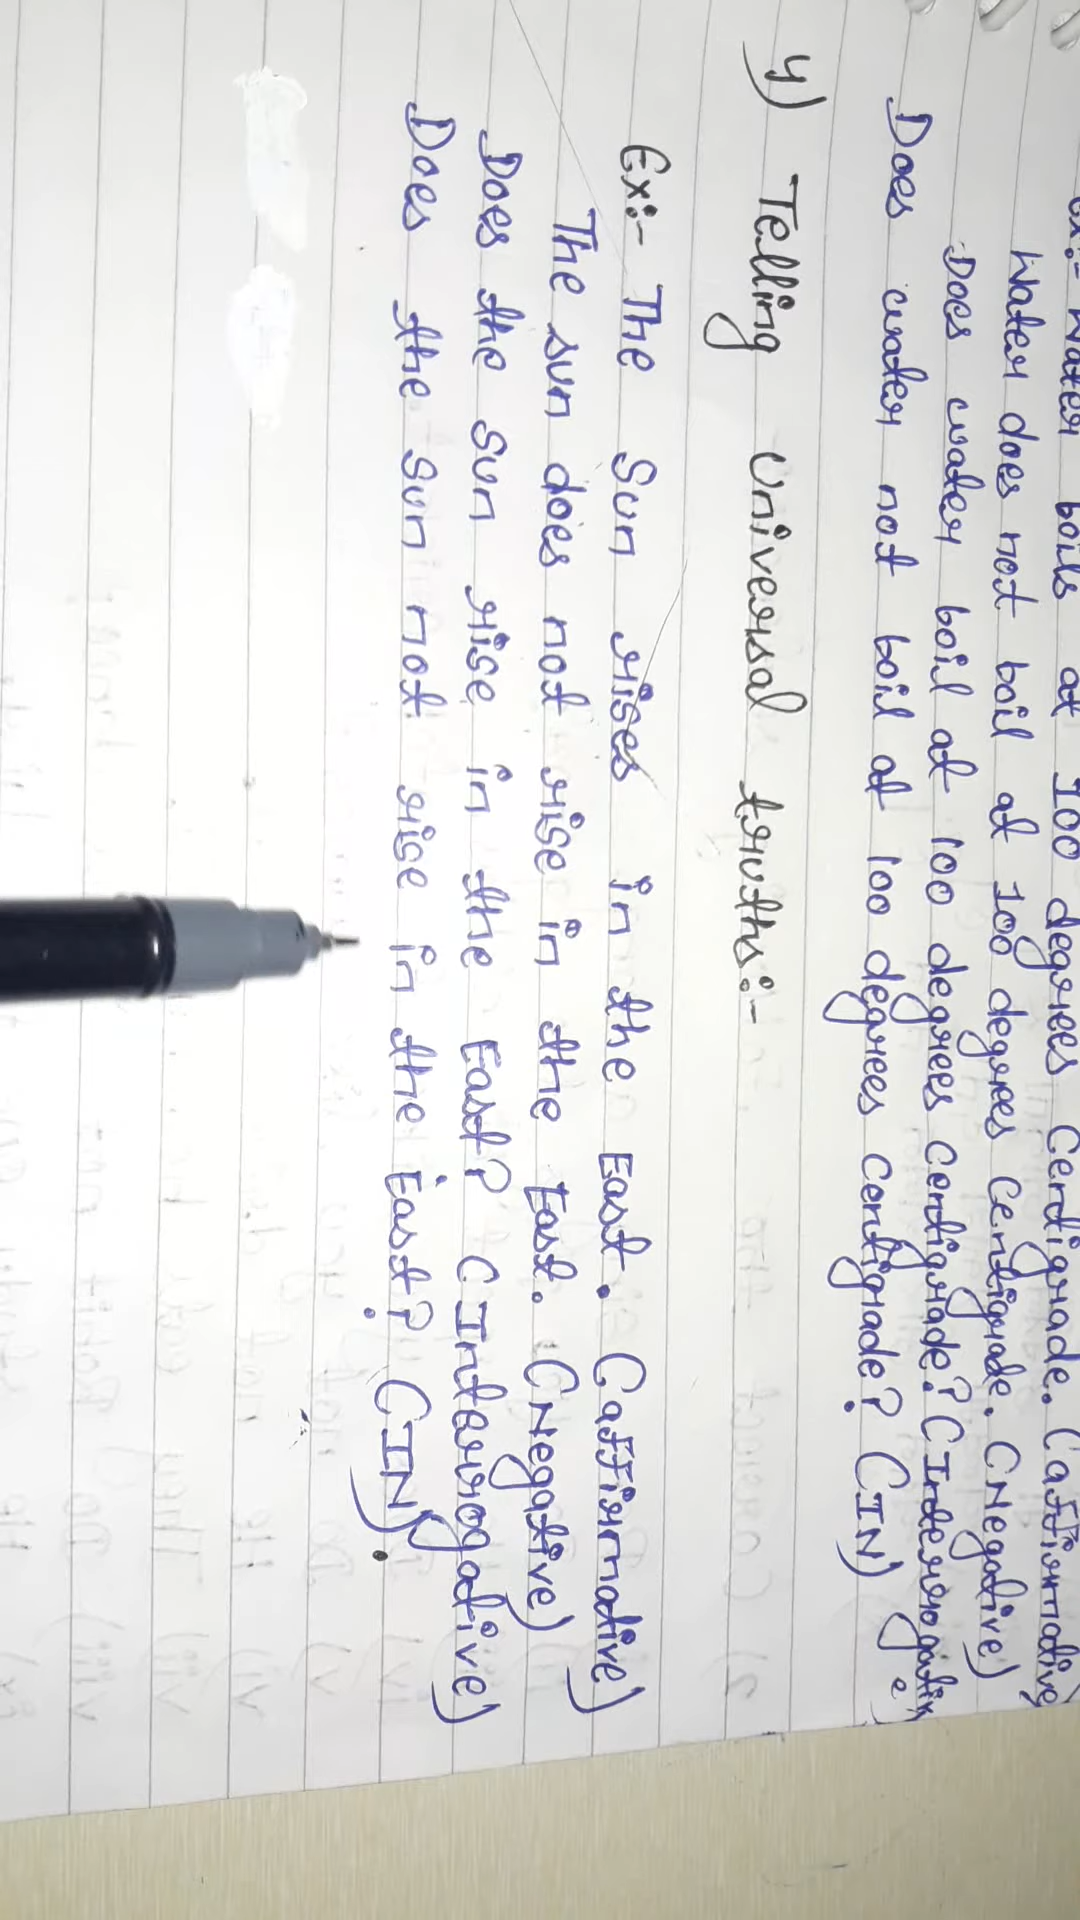 Ex:- Water boils at 100 degrees Centigrade. (affirmative)
Water does not boil at 100 degrees Centigrade. (Negative)
Does water boil at 100 degrees centigrade? (Interrogative)
Does water not boil at 100 degrees centigrade? (IN)
4) Telling universal truths:-
Ex:- The Sun rises in the East. (affirmative)
The sun does not rise in the East. (Negative)
Does the Sun rise in the East? (Interrogative)
Does the Sun not rise in the East? (IN).